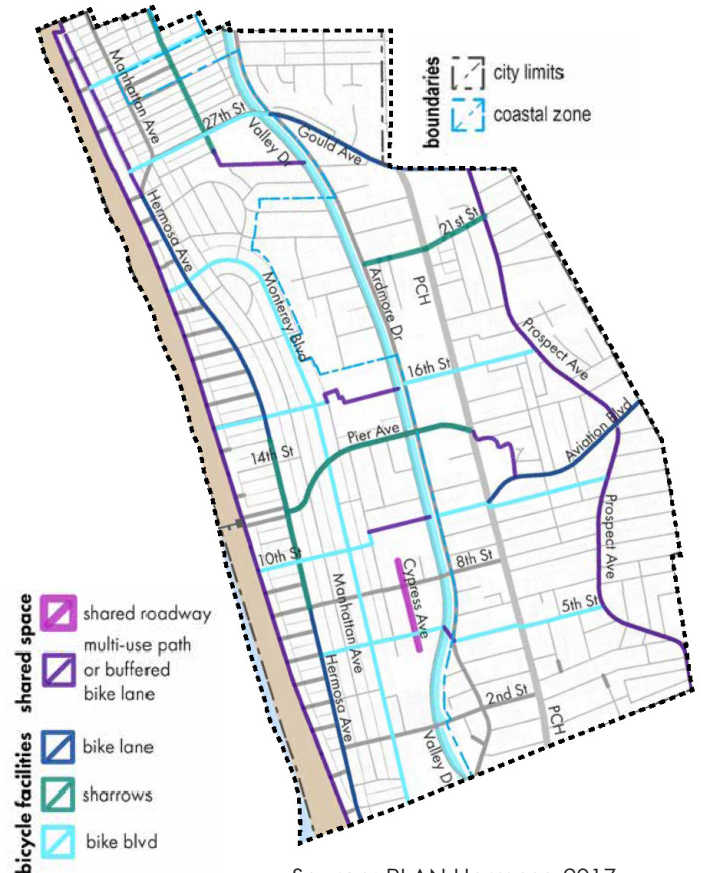 boundaries
city limits
coastal zone
Manhattan Ave
27th St
Valley Dr
Gould Ave
Hermosa Ave
21st St
Ardmore Dr
PCH
Monterey Blvd
Prospect Ave
16th St
Pier Ave
Aviation Blvd
14th St
Prospect Ave
10th St
8th St
Cypress Ave
Manhattan Ave
5th St
Hermosa Ave
2nd St
PCH
Valley D
shared space
shared roadway
multi-use path
or buffered
bike lane
bicycle facilities
bike lane
sharrows
bike blvd
PLAN Hermosa 2017